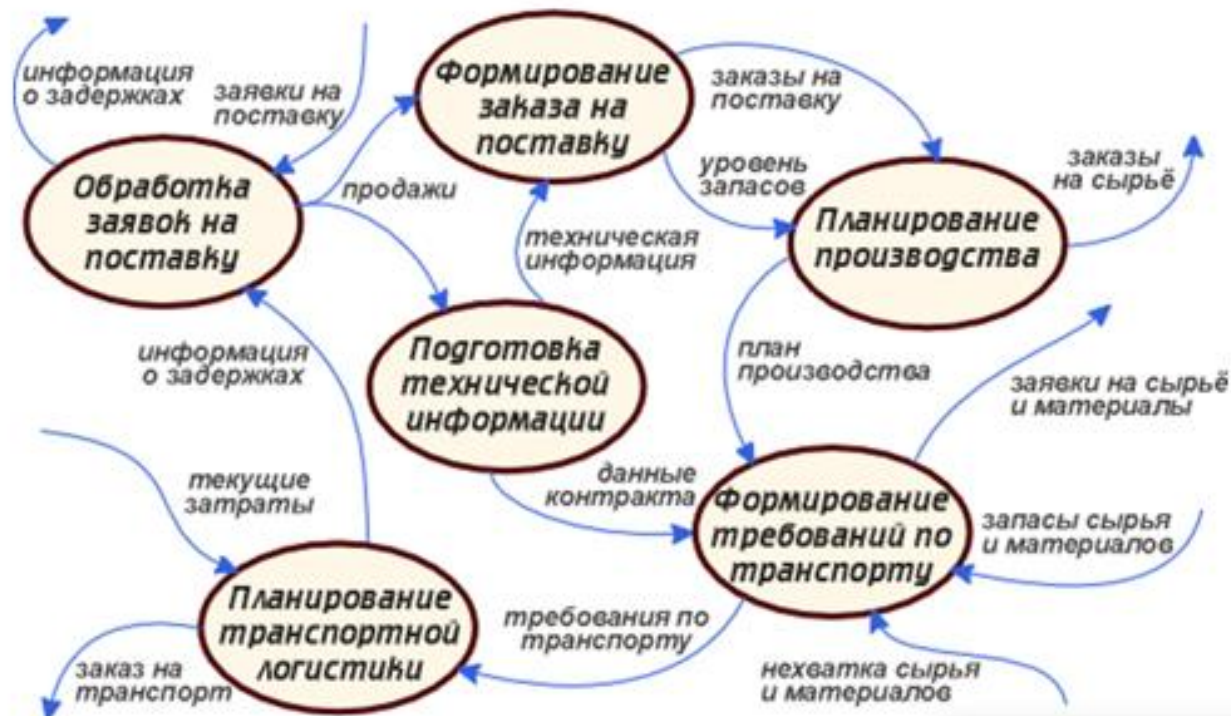 информация
о задержках
заявки на
поставку
Формирование
заказа на
поставку
заказы на
поставку
Обработка
заявок на
поставку
продажи
уровень
запасов
заказы
на сырьё
Планирование
производства
техническая
информация
информация
о задержках
Подготовка
технической
информации
план
производства
заявки на сырьё
и материалы
текущие
затраты
данные
контракта
Формирование
требований по
транспорту
запасы сырья
и материалов
Планирование
транспортной
логистики
требования по
транспорту
заказ на
транспорт
нехватка сырья
и материалов